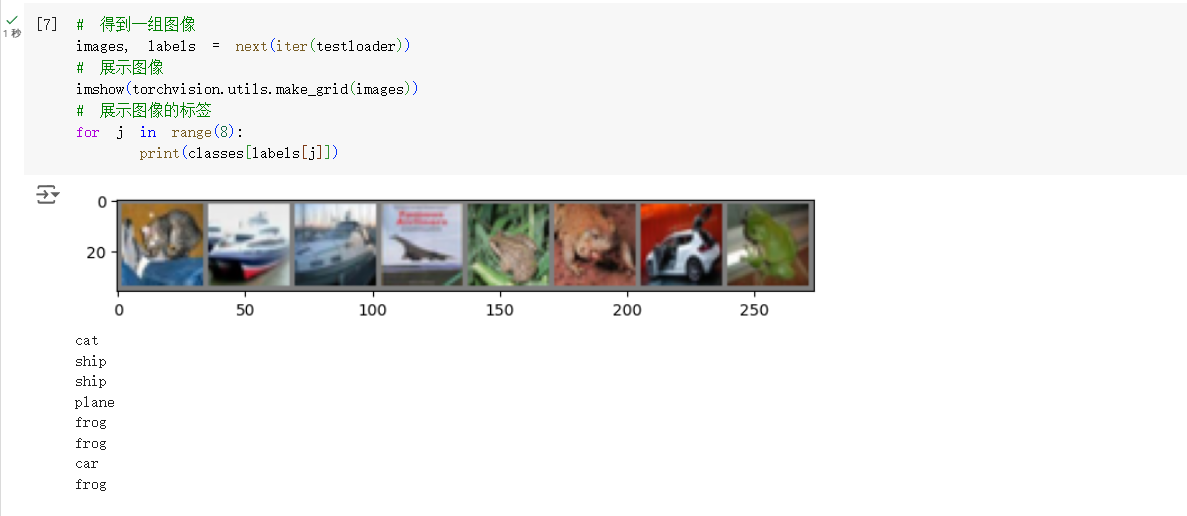 1 秒
[7]
# 得到一组图像
images, labels = next(iter(testloader))
# 展示图像
imshow(torchvision.utils.make_grid(images))
# 展示图像的标签
for j in range(8):
        print(classes[labels[j]])
0
20
0 50 100 150 200 250
cat
ship
ship
plane
frog
frog
car
frog